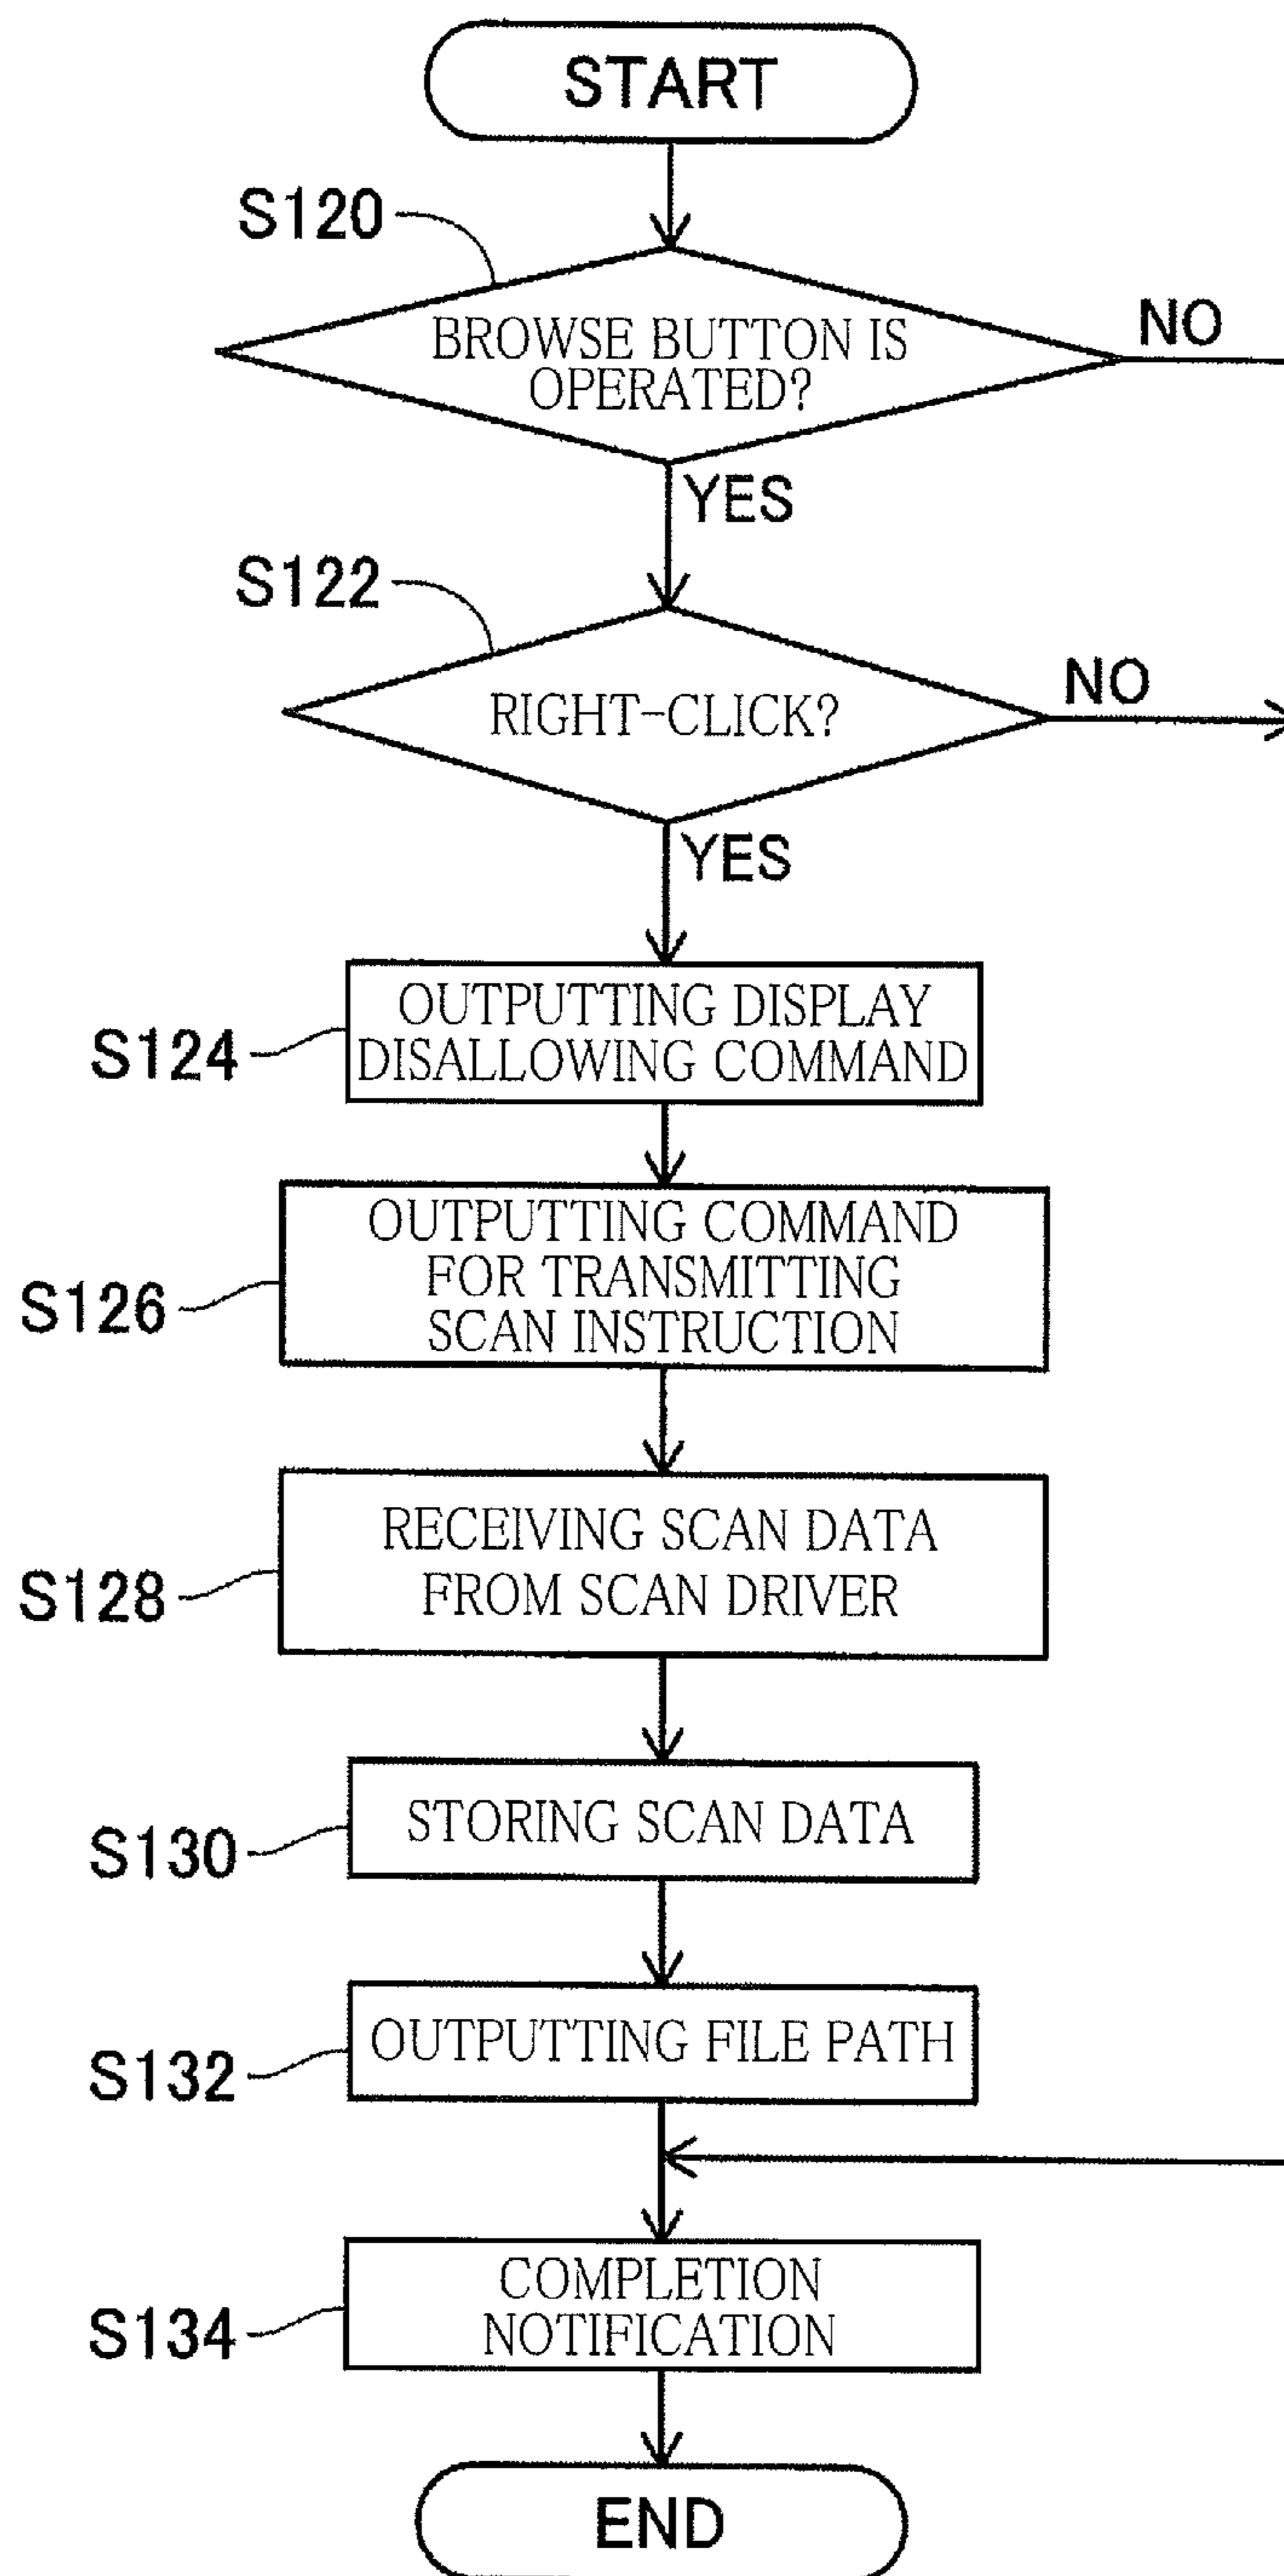 START
S120
BROWSE BUTTON IS
OPERATED?
NO
YES
S122
RIGHT-CLICK?
NO
YES
S124
OUTPUTTING DISPLAY
DISALLOWING COMMAND
S126
OUTPUTTING COMMAND
FOR TRANSMITTING
SCAN INSTRUCTION
S128
RECEIVING SCAN DATA
FROM SCAN DRIVER
S130
STORING SCAN DATA
S132
OUTPUTTING FILE PATH
S134
COMPLETION
NOTIFICATION
END